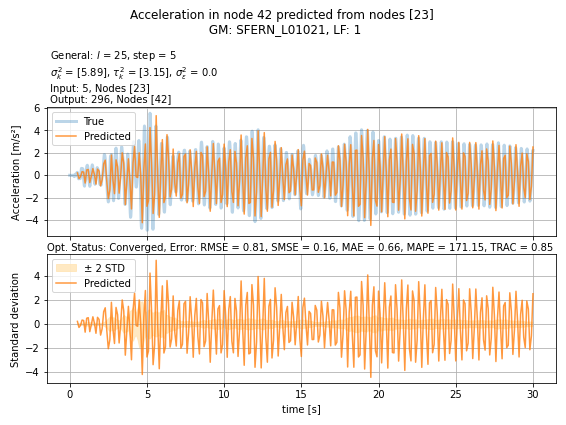 Acceleration in node 42 predicted from nodes [23]
GM: SFERN_L01021, LF: 1
General: l = 25, step = 5
σ²ₖ = [5.89], τ²ₖ = [3.15], σ²ₑ = 0.0
Input: 5, Nodes [23]
Output: 296, Nodes [42]
6
4
2
0
−2
−4
Acceleration [m/s²]
True
Predicted
Opt. Status: Converged, Error: RMSE = 0.81, SMSE = 0.16, MAE = 0.66, MAPE = 171.15, TRAC = 0.85
4
2
0
−2
−4
Standard deviation
± 2 STD
Predicted
0 5 10 15 20 25 30
time [s]